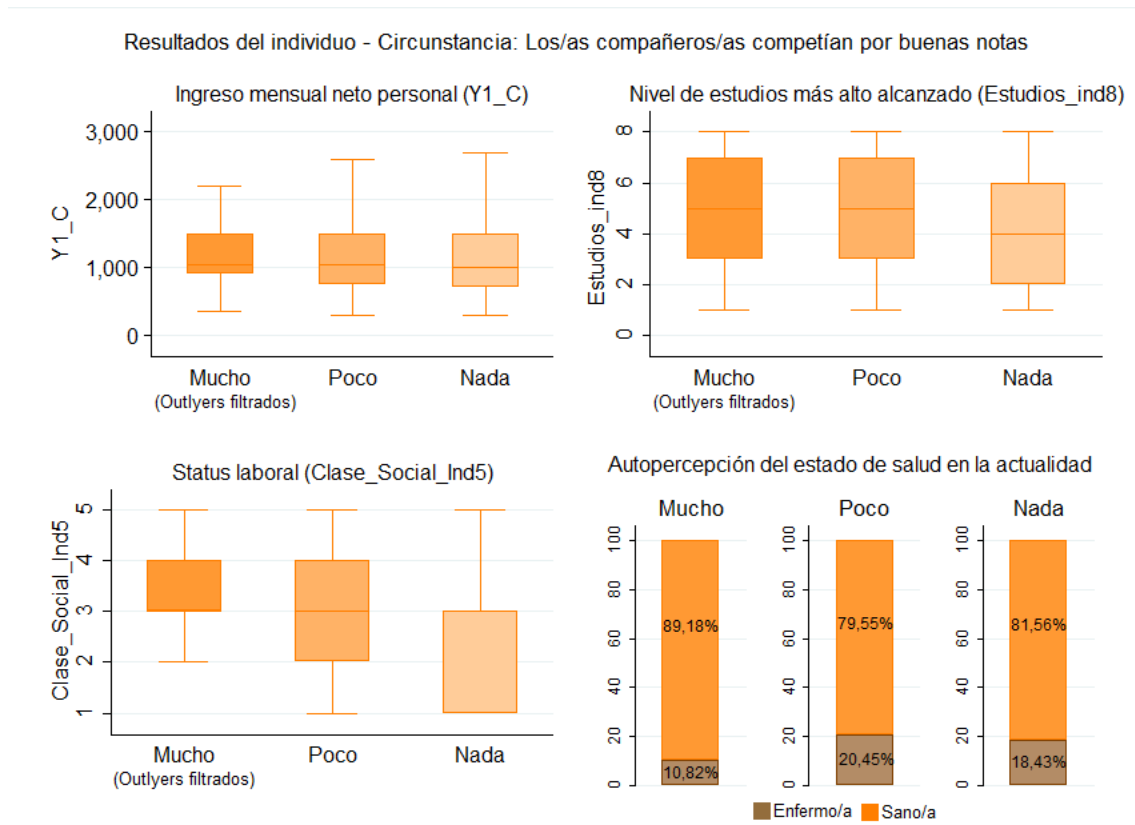 Resultados del individuo - Circunstancia: Los/as compañeros/as competían por buenas notas
Ingreso mensual neto personal (Y1_C)
Y1_C
3,000
2,000
1,000
0
Mucho
Poco
Nada
(Outlyers filtrados)
Nivel de estudios más alto alcanzado (Estudios_ind8)
Estudios_ind8
8
6
4
2
0
Mucho
Poco
Nada
(Outlyers filtrados)
Status laboral (Clase_Social_Ind5)
Clase_Social_Ind5
5
4
3
2
1
Mucho
Poco
Nada
(Outlyers filtrados)
Autopercepción del estado de salud en la actualidad
Mucho
100
80
60
40
20
0
89,18%
10,82%
Poco
100
80
60
40
20
0
79,55%
20,45%
Nada
100
80
60
40
20
0
81,56%
18,43%
Enfermo/a
Sano/a